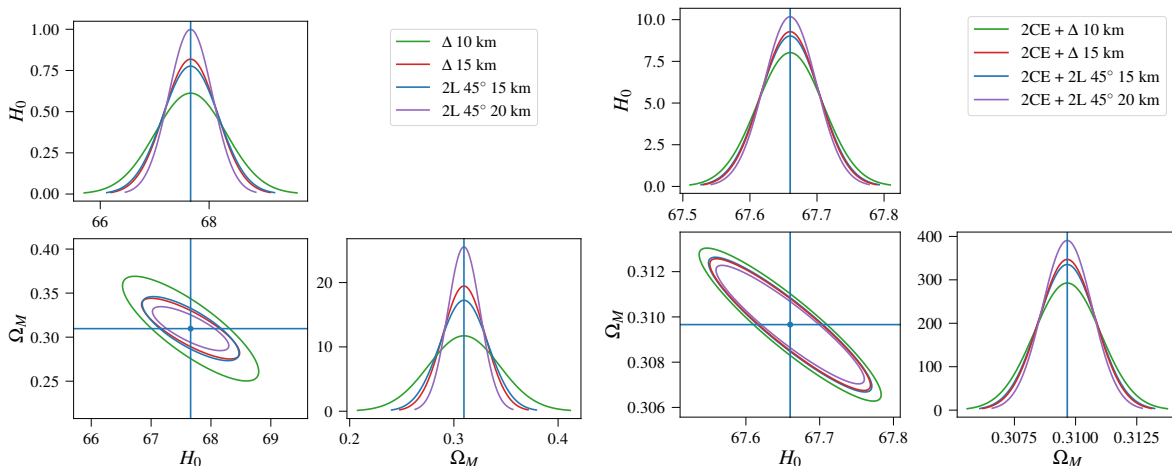 1.00
0.75
0.50
0.25
0.00
H₀
66
68
Δ 10 km
Δ 15 km
2L 45° 15 km
2L 45° 20 km
0.40
0.35
0.30
0.25
Ω_M
66
67
68
69
H₀
20
10
0
0.2
0.3
0.4
Ω_M
10.0
7.5
5.0
2.5
0.0
H₀
67.5
67.6
67.7
67.8
2CE + Δ 10 km
2CE + Δ 15 km
2CE + 2L 45° 15 km
2CE + 2L 45° 20 km
0.312
0.310
0.308
0.306
Ω_M
67.6
67.7
67.8
H₀
400
300
200
100
0
0.3075
0.3100
0.3125
Ω_M